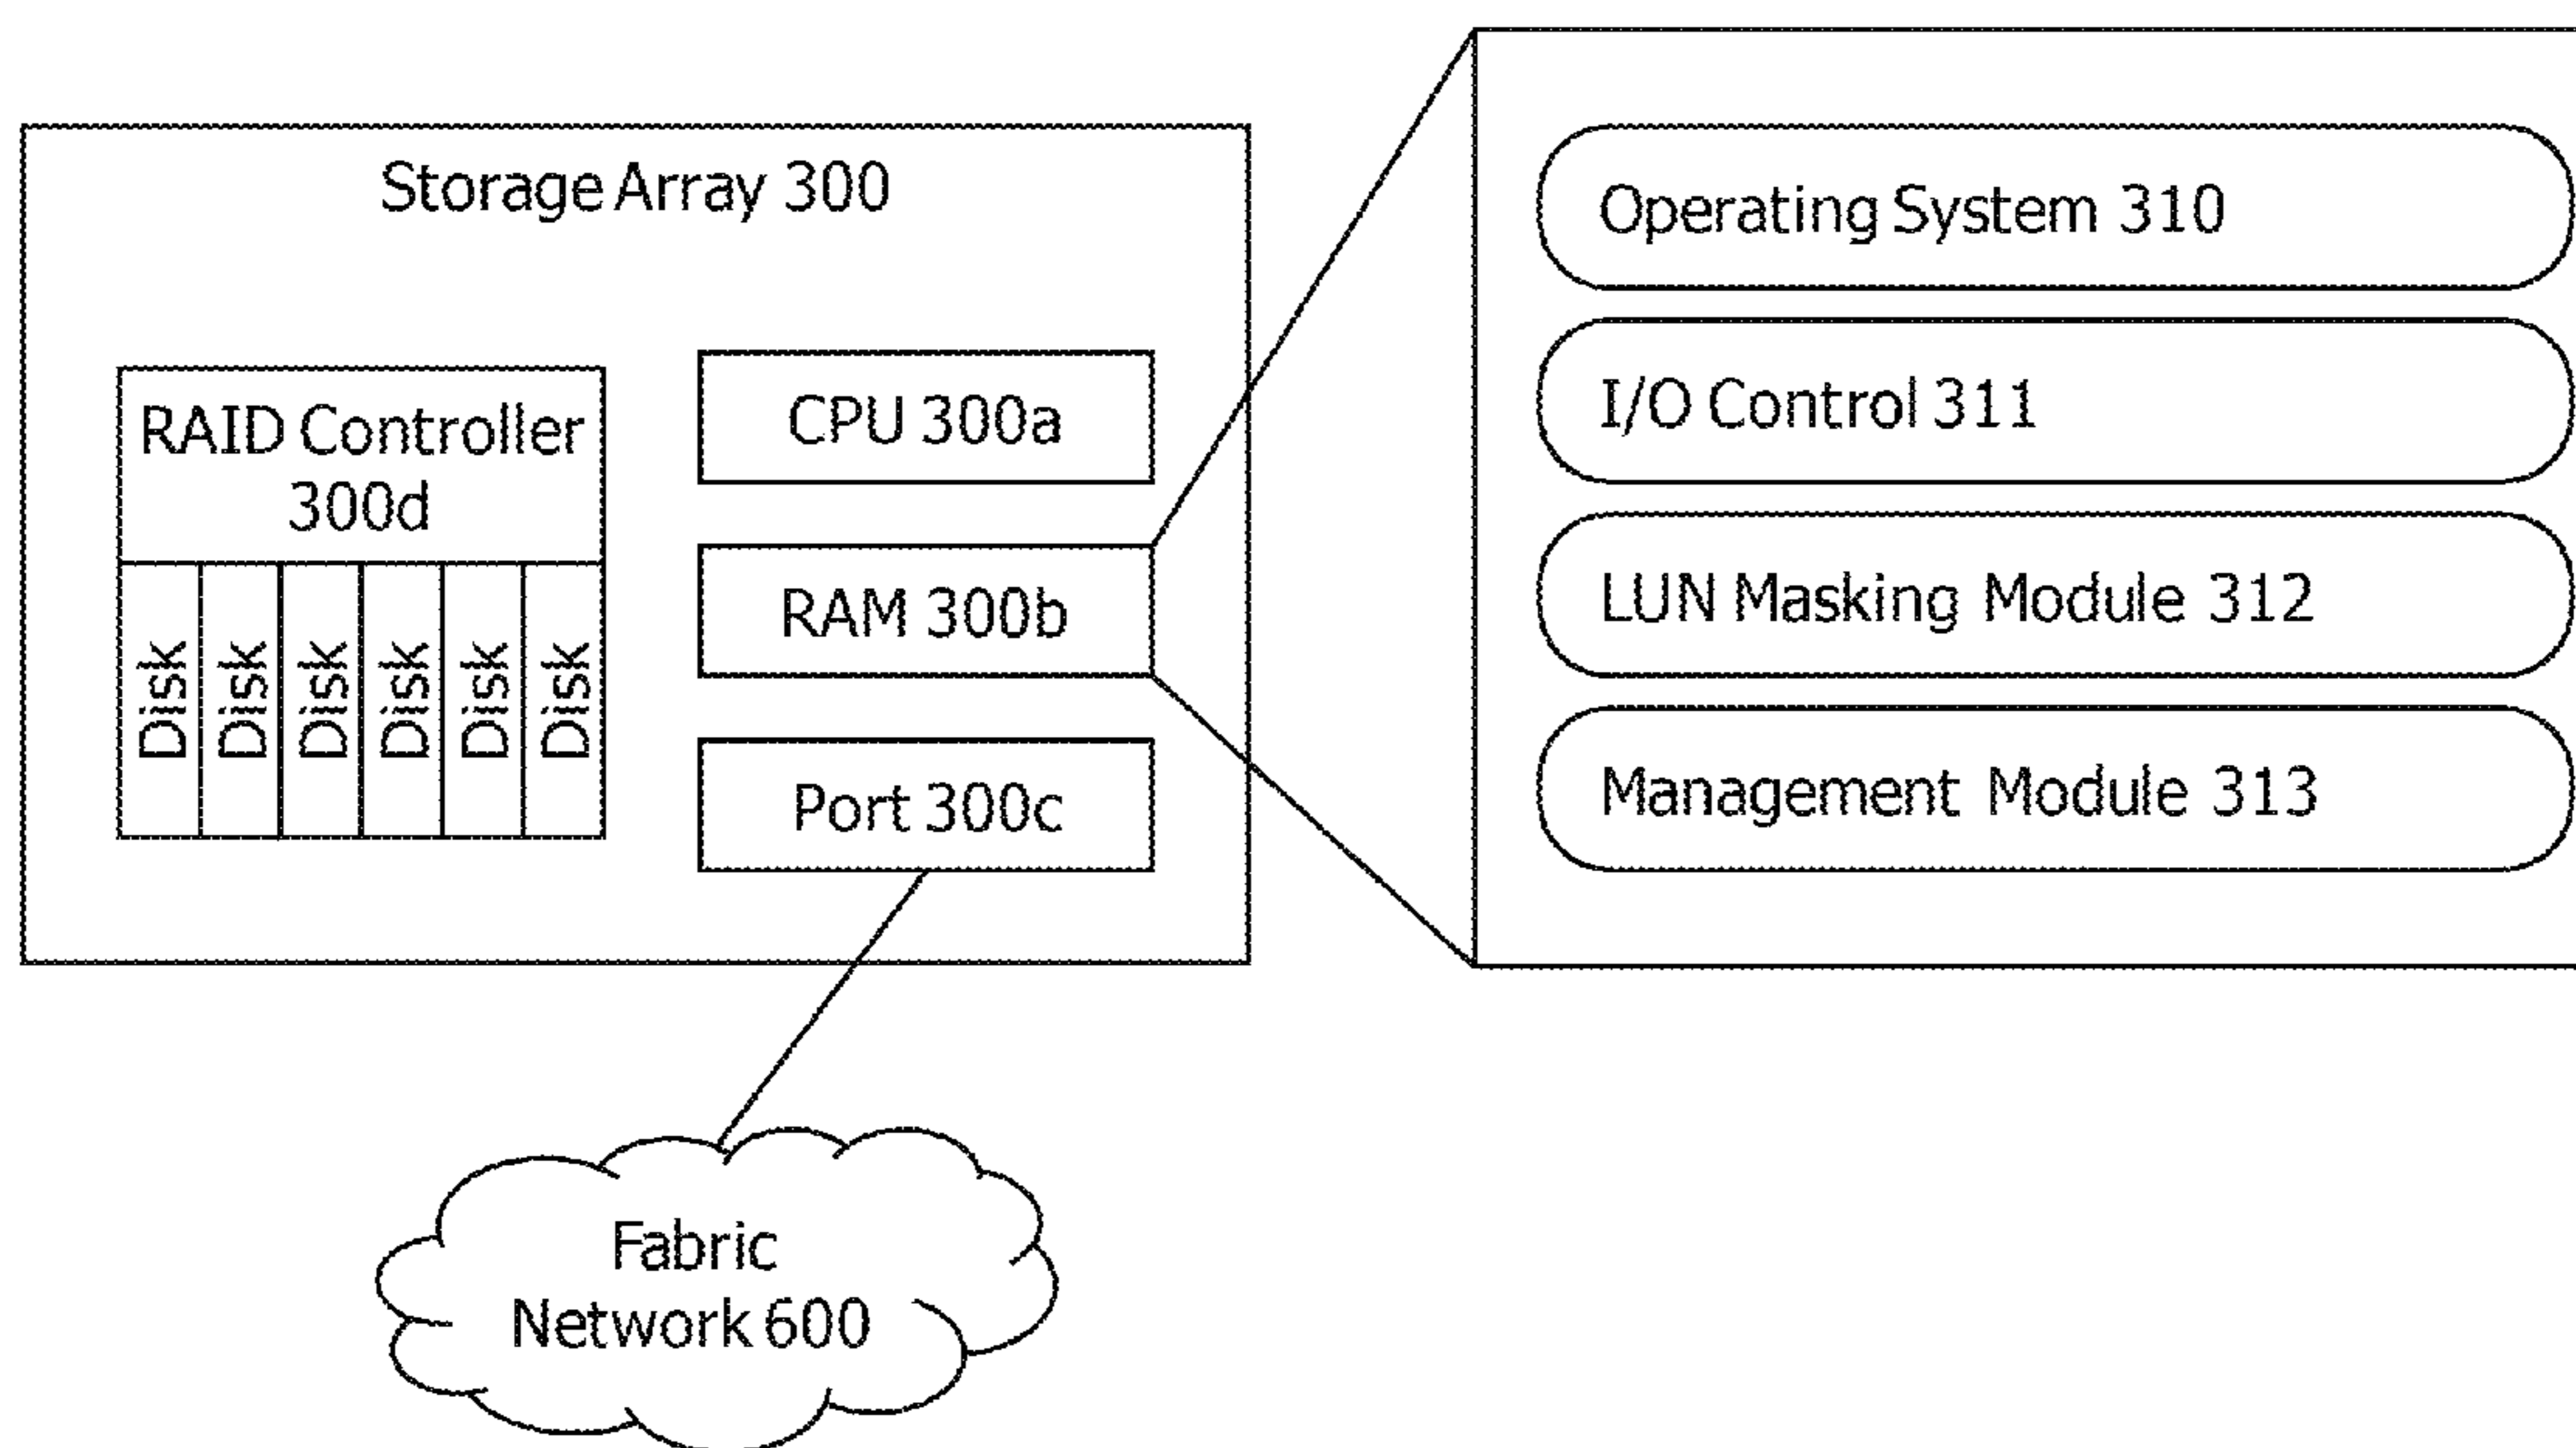 Storage Array 300
RAID Controller
300d
Disk
Disk
Disk
Disk
Disk
Disk
CPU 300a
RAM 300b
Port 300c
Operating System 310
I/O Control 311
LUN Masking Module 312
Management Module 313
Fabric
Network 600